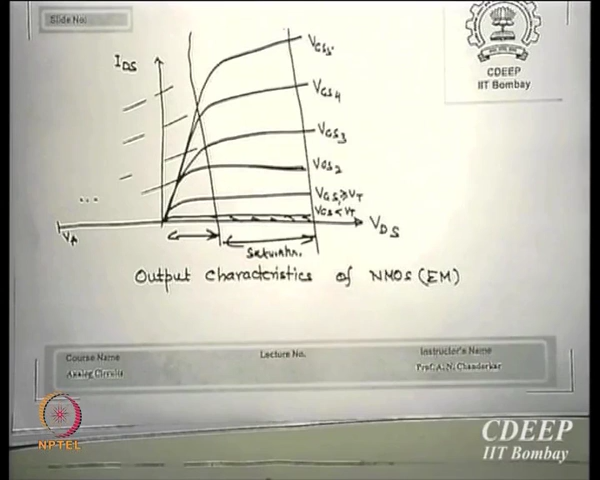 Slide No:
CDEEP
IIT Bombay
IDS
VGS5
VGS4
VGS3
VGS2
VGS1 ≥ VT
VGS < VT
VDS
VA
...
Saturatn.
Output Characteristics of NMOS (EM)
Course Name
Lecture No.
Instructor's Name
Analog Circuits
Prof. A. N. Chandorkar
NPTEL
CDEEP
IIT Bombay